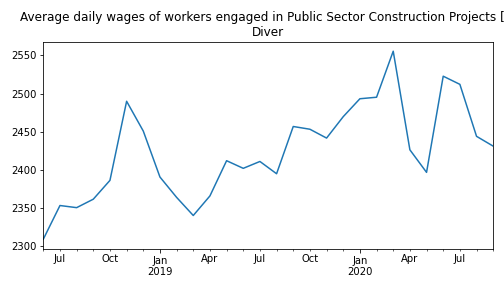 Average daily wages of workers engaged in Public Sector Construction Projects [
Diver
2550
2500
2450
2400
2350
2300
Jul Oct Jan Apr Jul Oct Jan Apr Jul
2019 2020